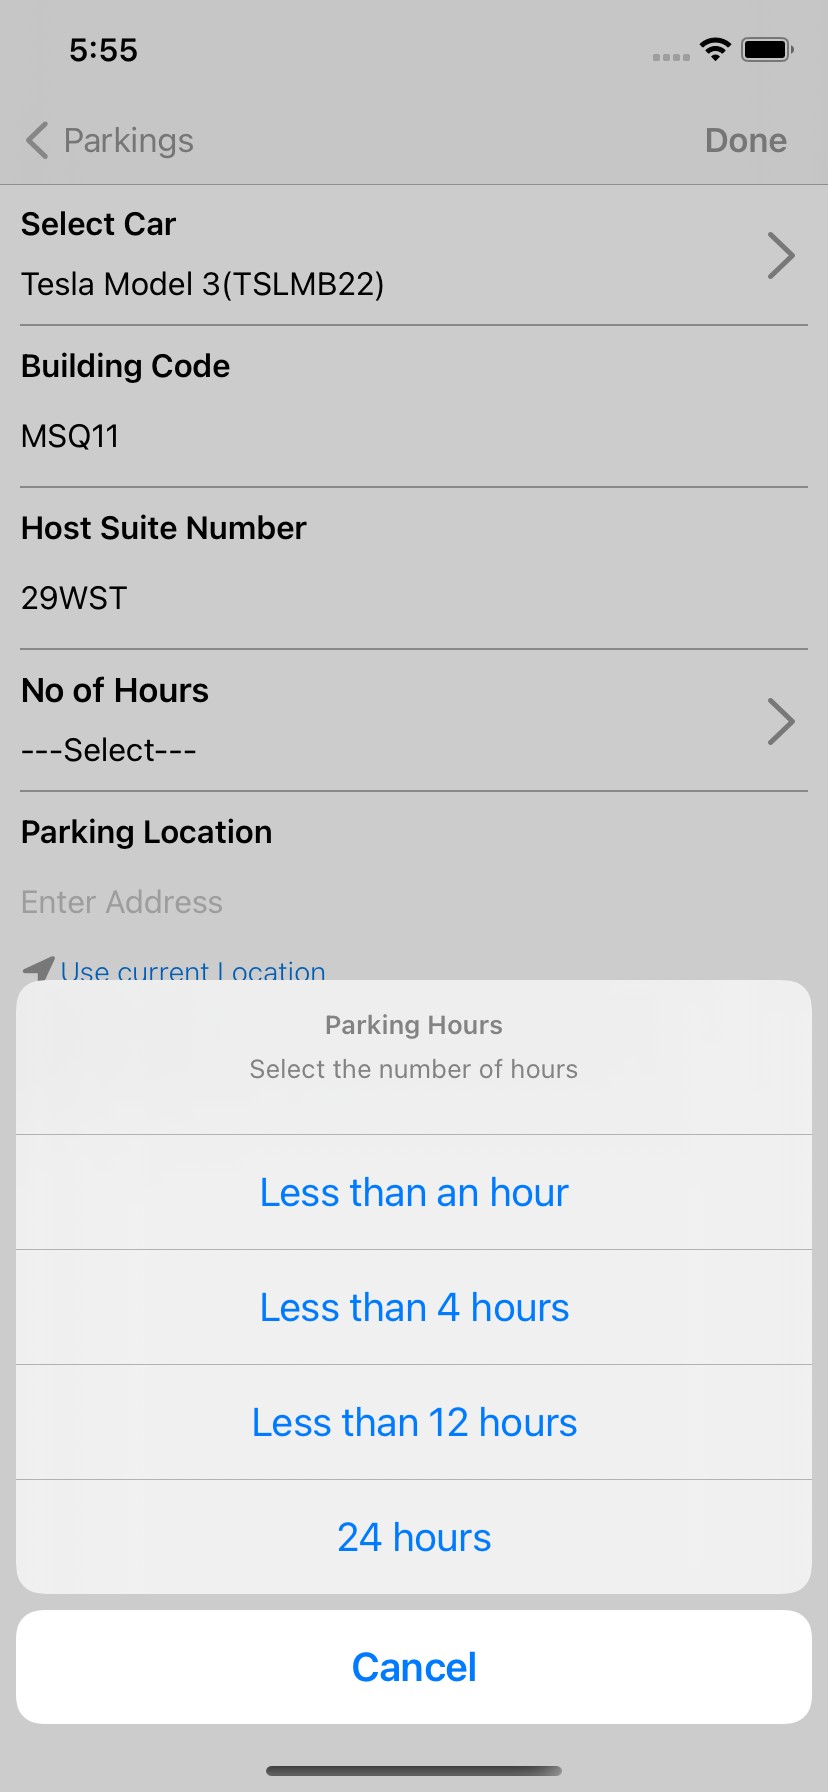 5:55
Parkings
Done
Select Car
Tesla Model 3(TSLMB22)
Building Code
MSQ11
Host Suite Number
29WST
No of Hours
---Select---
Parking Location
Enter Address
Use current Location
Parking Hours
Select the number of hours
Less than an hour
Less than 4 hours
Less than 12 hours
24 hours
Cancel